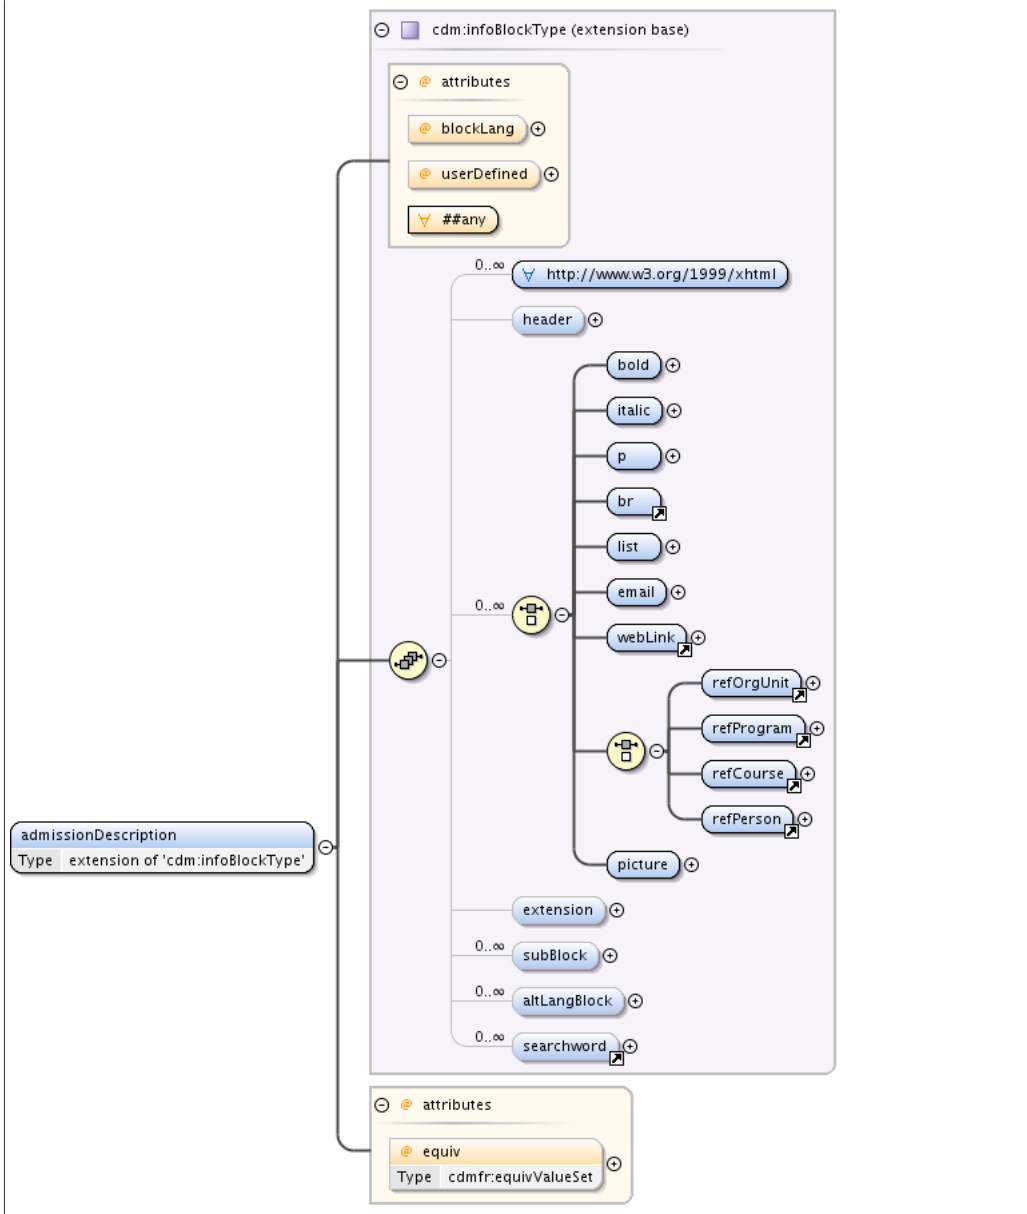 cdm:infoBlockType (extension base)
@ attributes
@ blockLang
@ userDefined
∀ ##any
0..∞
∀ http://www.w3.org/1999/xhtml
header
bold
italic
p
br
list
email
0..∞
webLink
refOrgUnit
refProgram
refCourse
refPerson
admissionDescription
Type extension of 'cdm:infoBlockType'
picture
extension
0..∞
subBlock
0..∞
altLangBlock
0..∞
searchword
@ attributes
@ equiv
Type cdmfr:equivValueSet